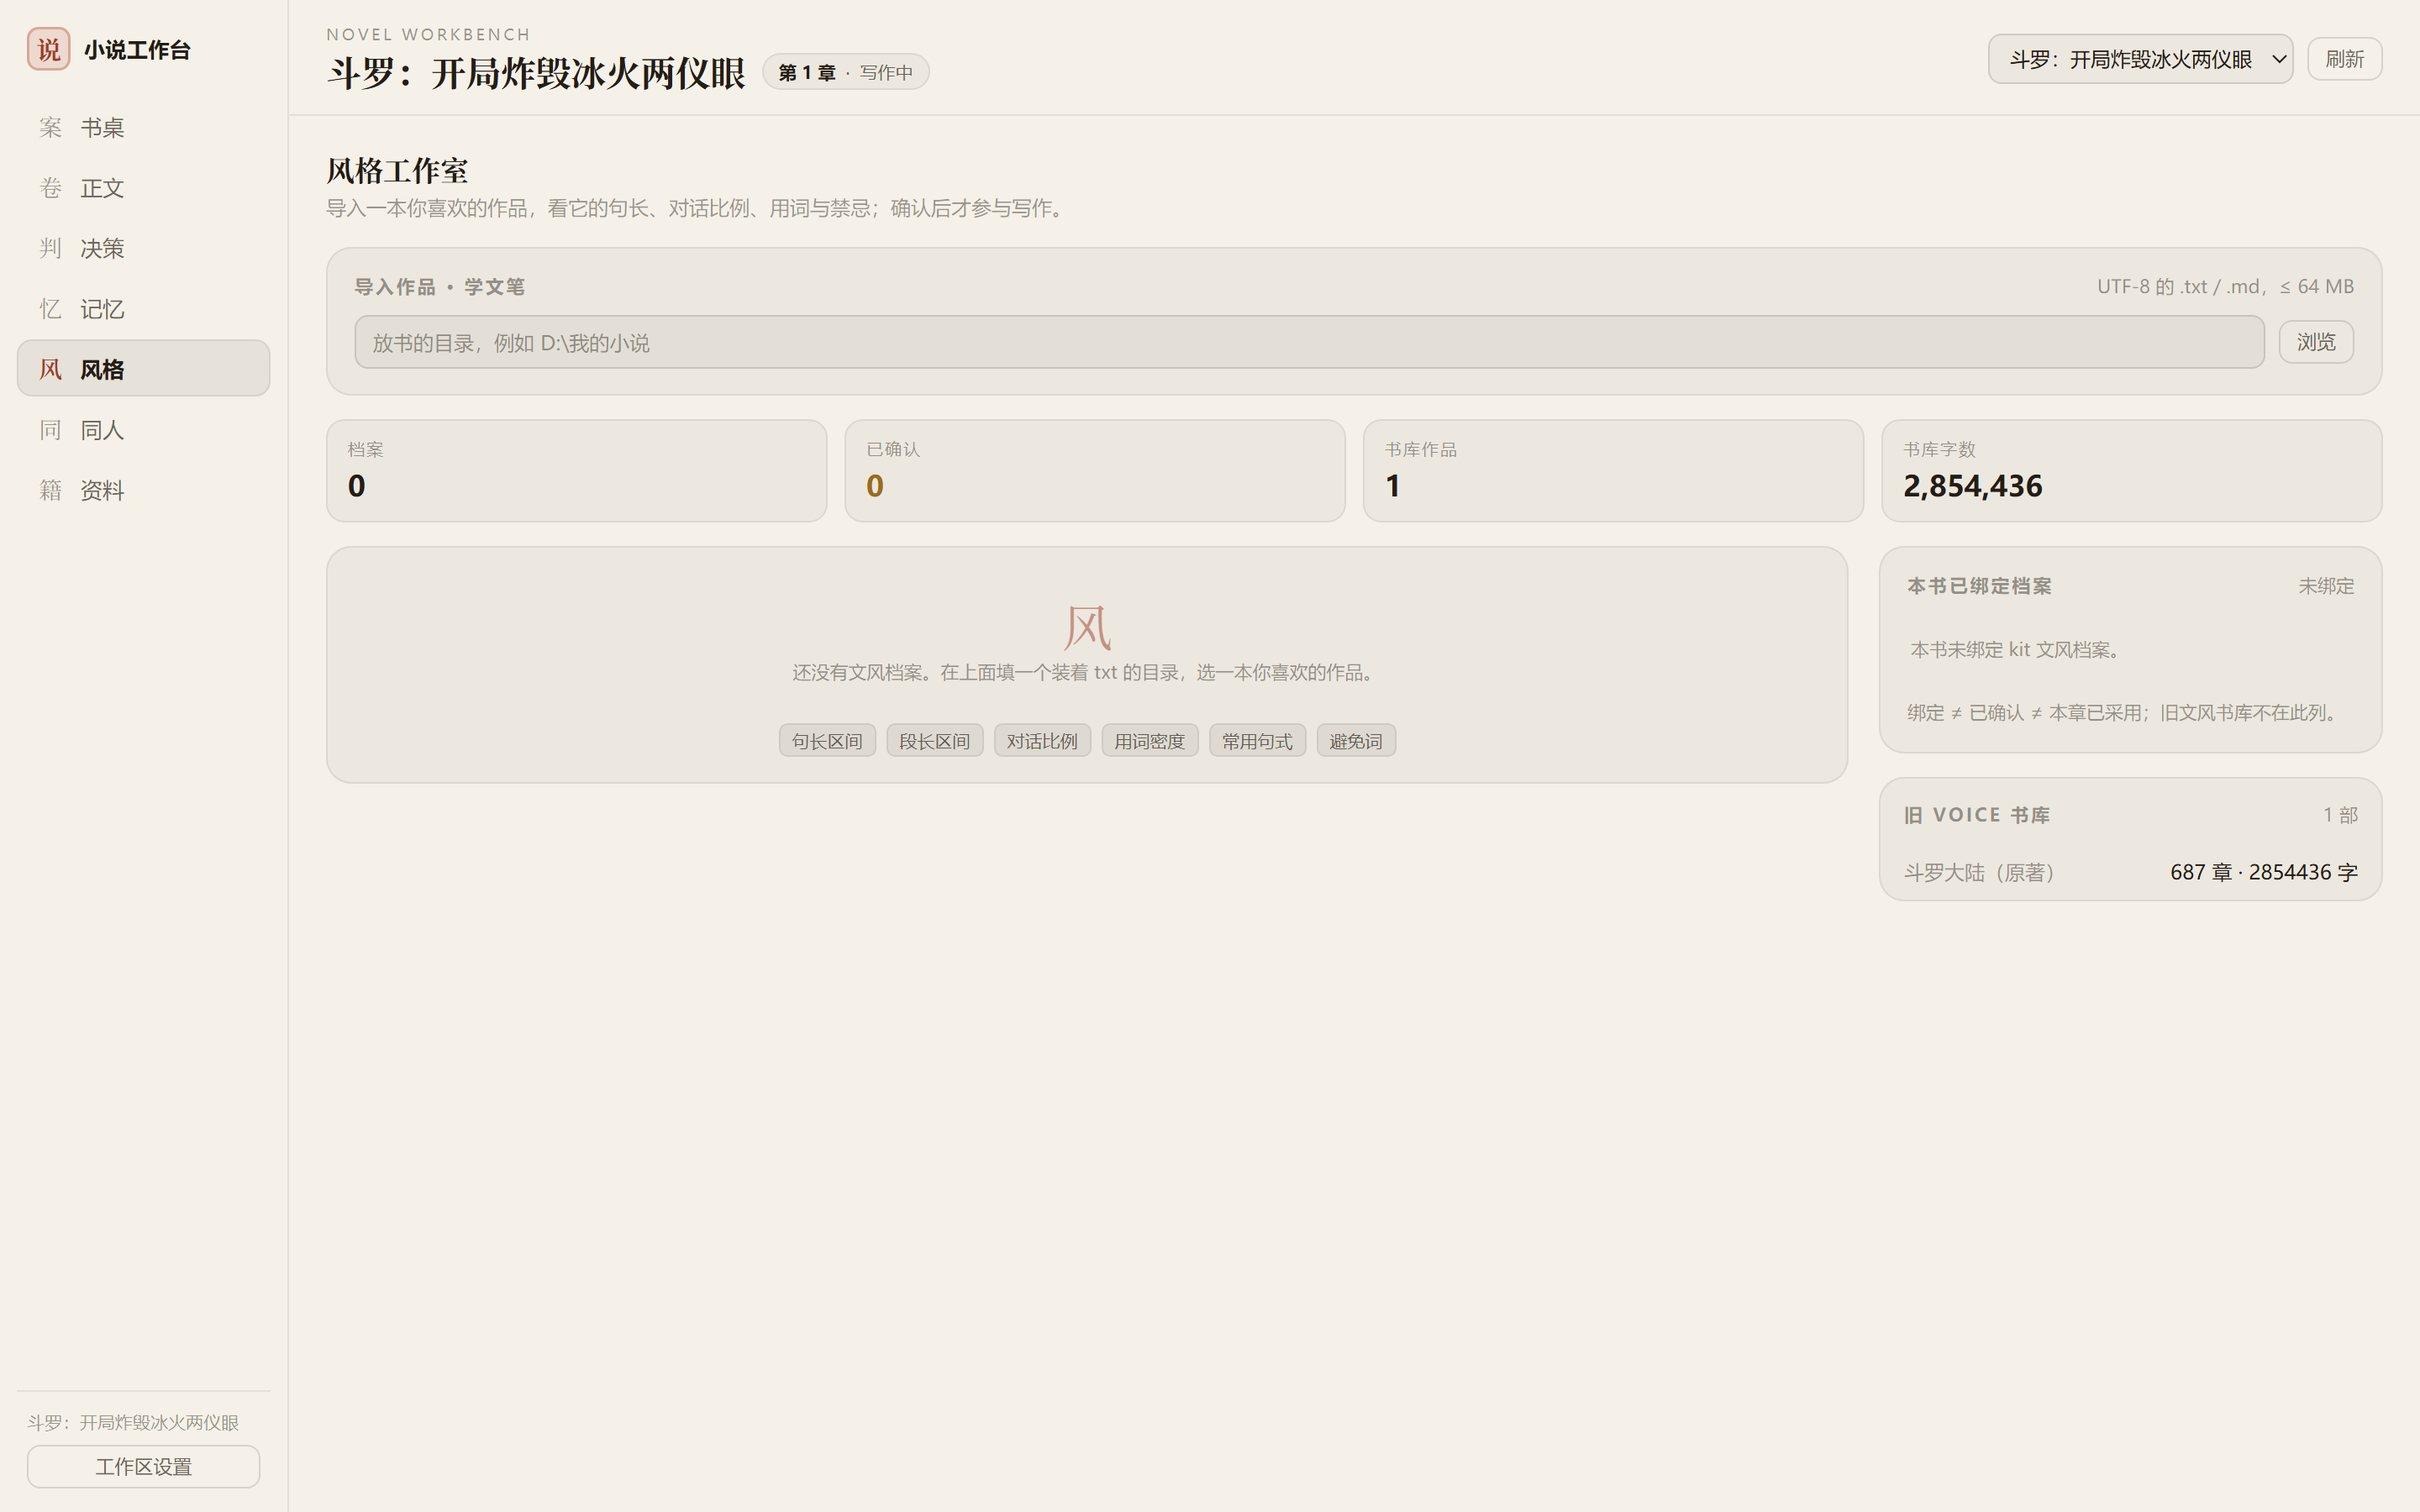 说 小说工作台
案 书桌
卷 正文
判 决策
忆 记忆
风 风格
同 同人
籍 资料
斗罗：开局炸毁冰火两仪眼
工作区设置
NOVEL WORKBENCH
斗罗：开局炸毁冰火两仪眼 第 1 章 · 写作中
斗罗：开局炸毁冰火两仪眼 刷新
风格工作室
导入一本你喜欢的作品，看它的句长、对话比例、用词与禁忌；确认后才参与写作。
导入作品 · 学文笔 UTF-8 的 .txt / .md，≤ 64 MB
放书的目录，例如 D:\我的小说 浏览
档案
0
已确认
0
书库作品
1
书库字数
2,854,436
风
还没有文风档案。在上面填一个装着 txt 的目录，选一本你喜欢的作品。
句长区间 段长区间 对话比例 用词密度 常用句式 避免词
本书已绑定档案 未绑定
本书未绑定 kit 文风档案。
绑定 ≠ 已确认 ≠ 本章已采用；旧文风书库不在此列。
旧 VOICE 书库 1 部
斗罗大陆（原著） 687 章 · 2854436 字